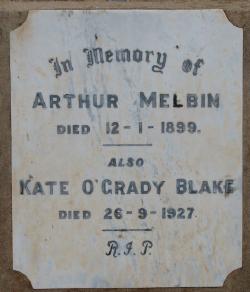 In Memory of
ARTHUR MELBIN
DIED 12-1-1899.
ALSO
KATE O'GRADY BLAKE
DIED 26-9-1927.
R.I.P.